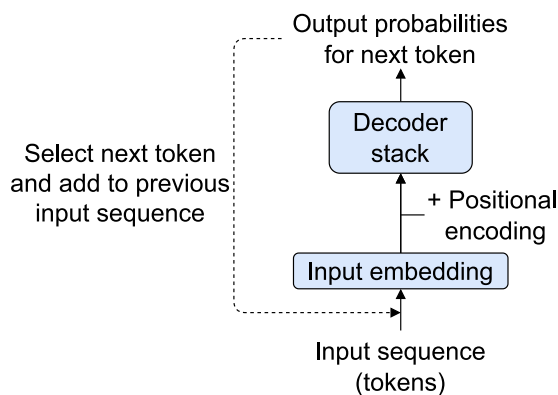 Output probabilities
for next token
Decoder
stack
Select next token
and add to previous
input sequence
+ Positional
encoding
Input embedding
Input sequence
(tokens)